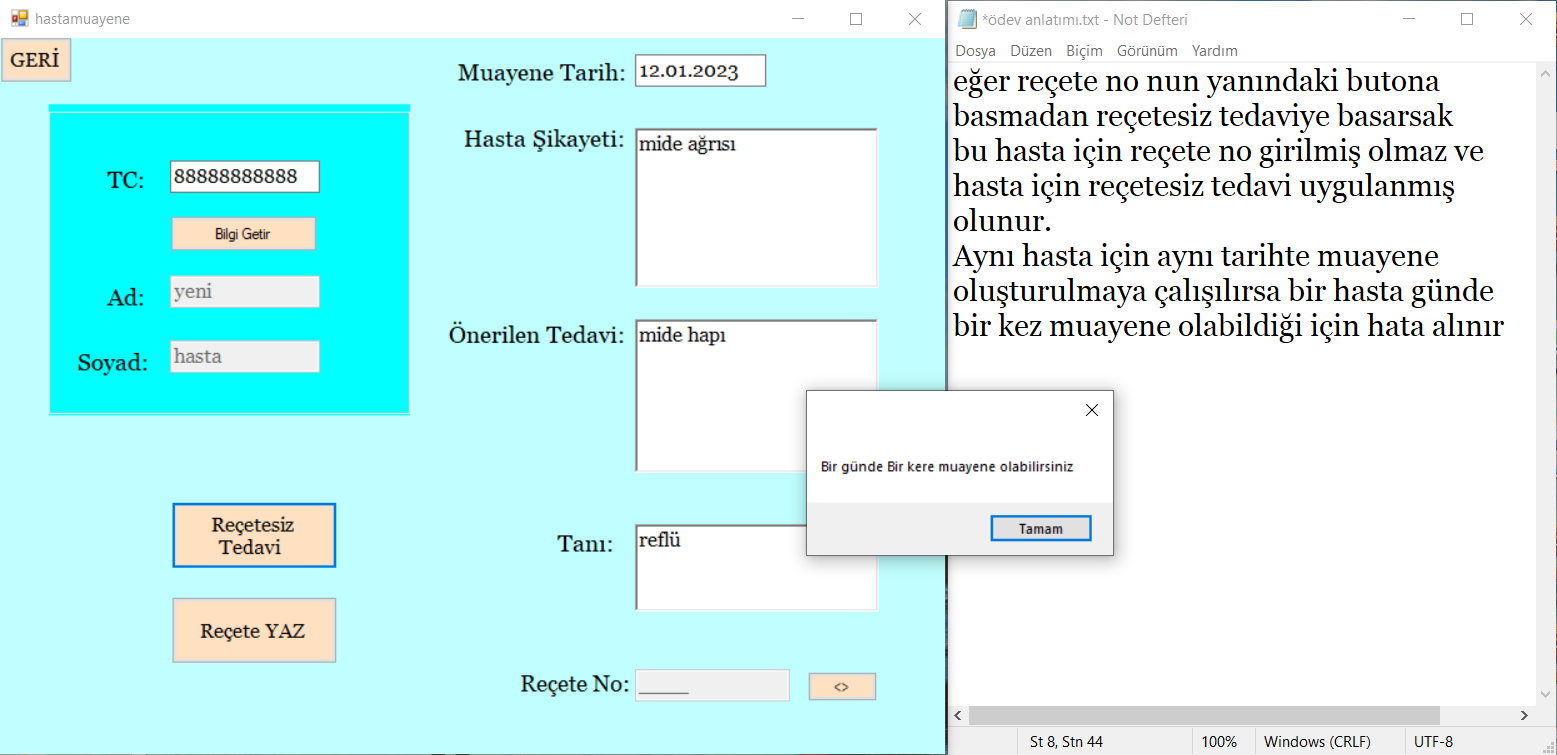 hastamuayene
GERİ
TC:
88888888888
Bilgi Getir
Ad:
yeni
Soyad:
hasta
Reçetesiz
Tedavi
Reçete YAZ
Muayene Tarih:
12.01.2023
Hasta Şikayeti:
mide ağrısı
Önerilen Tedavi:
mide hapı
Tanı:
reflü
Reçete No:
_____
<>
Bir günde Bir kere muayene olabilirsiniz
Tamam
*ödev anlatımı.txt - Not Defteri
Dosya Düzen Biçim Görünüm Yardım
eğer reçete no nun yanındaki butona
basmadan reçetesiz tedaviye basarsak
bu hasta için reçete no girilmiş olmaz ve
hasta için reçetesiz tedavi uygulanmış
olunur.
Aynı hasta için aynı tarihte muayene
oluşturulmaya çalışılırsa bir hasta günde
bir kez muayene olabildiği için hata alınır
St 8, Stn 44
100%
Windows (CRLF)
UTF-8